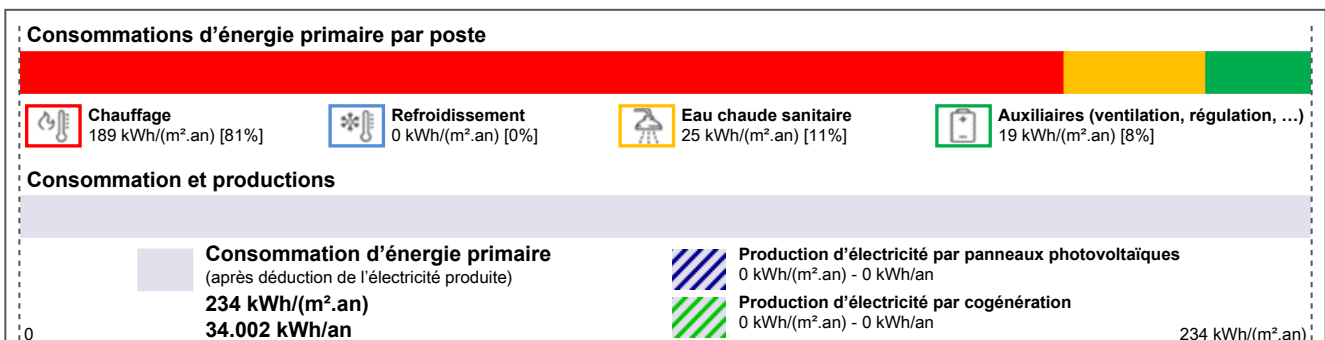 Consommations d’énergie primaire par poste
Chauffage
189 kWh/(m².an) [81%]
Refroidissement
0 kWh/(m².an) [0%]
Eau chaude sanitaire
25 kWh/(m².an) [11%]
Auxiliaires (ventilation, régulation, …)
19 kWh/(m².an) [8%]
Consommation et productions
Consommation d’énergie primaire
(après déduction de l’électricité produite)
234 kWh/(m².an)
34.002 kWh/an
Production d’électricité par panneaux photovoltaïques
0 kWh/(m².an) - 0 kWh/an
Production d’électricité par cogénération
0 kWh/(m².an) - 0 kWh/an
0
234 kWh/(m².an)